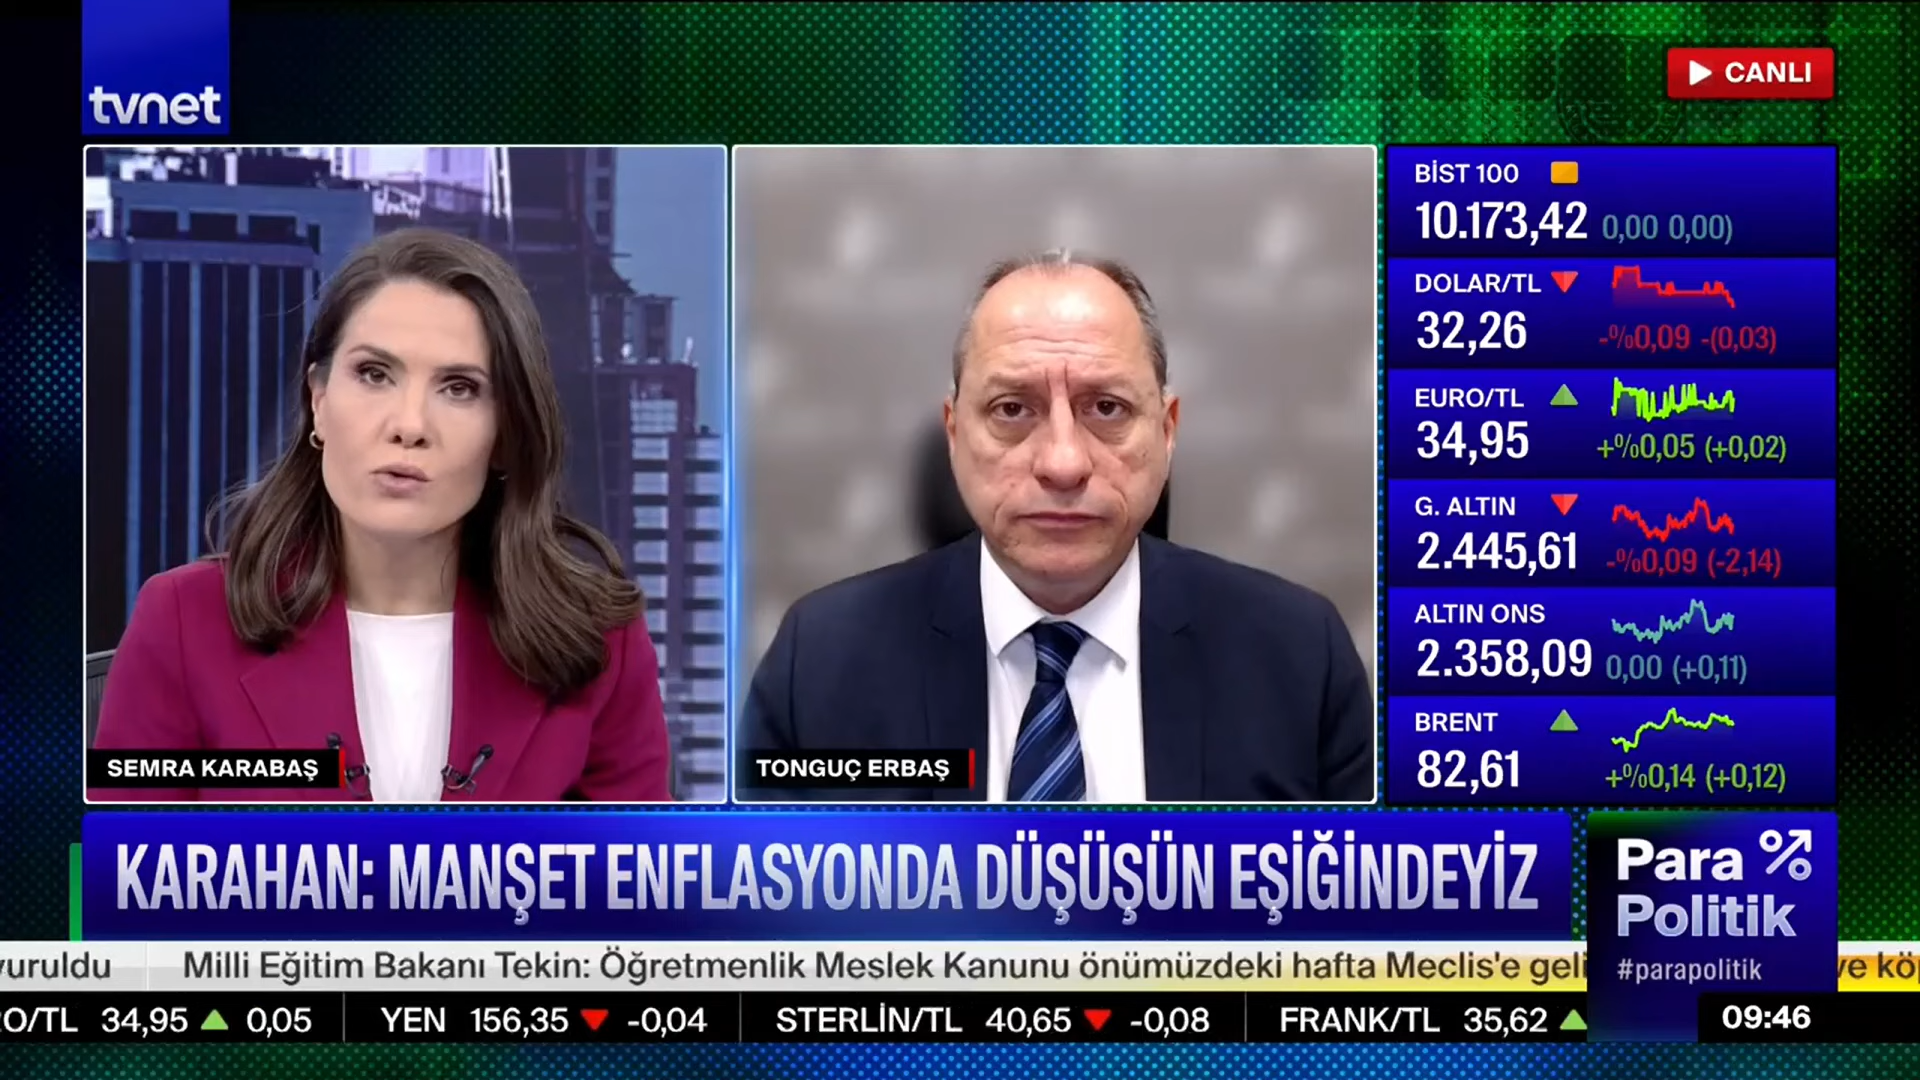 tvnet
CANLI
BİST 100
10.173,42 0,00 0,00)
DOLAR/TL
32,26 -%0,09 -(0,03)
EURO/TL
34,95 +%0,05 (+0,02)
G. ALTIN
2.445,61 -%0,09 (-2,14)
ALTIN ONS
2.358,09 0,00 (+0,11)
BRENT
82,61 +%0,14 (+0,12)
SEMRA KARABAŞ
TONGUÇ ERBAŞ
KARAHAN: MANŞET ENFLASYONDA DÜŞÜŞÜN EŞİĞİNDEYİZ
Para %
Politik
#parapolitik
Milli Eğitim Bakanı Tekin: Öğretmenlik Meslek Kanunu önümüzdeki hafta Meclis'e
O/TL 34,95 0,05 YEN 156,35 -0,04 STERLİN/TL 40,65 -0,08 FRANK/TL 35,62
09:46